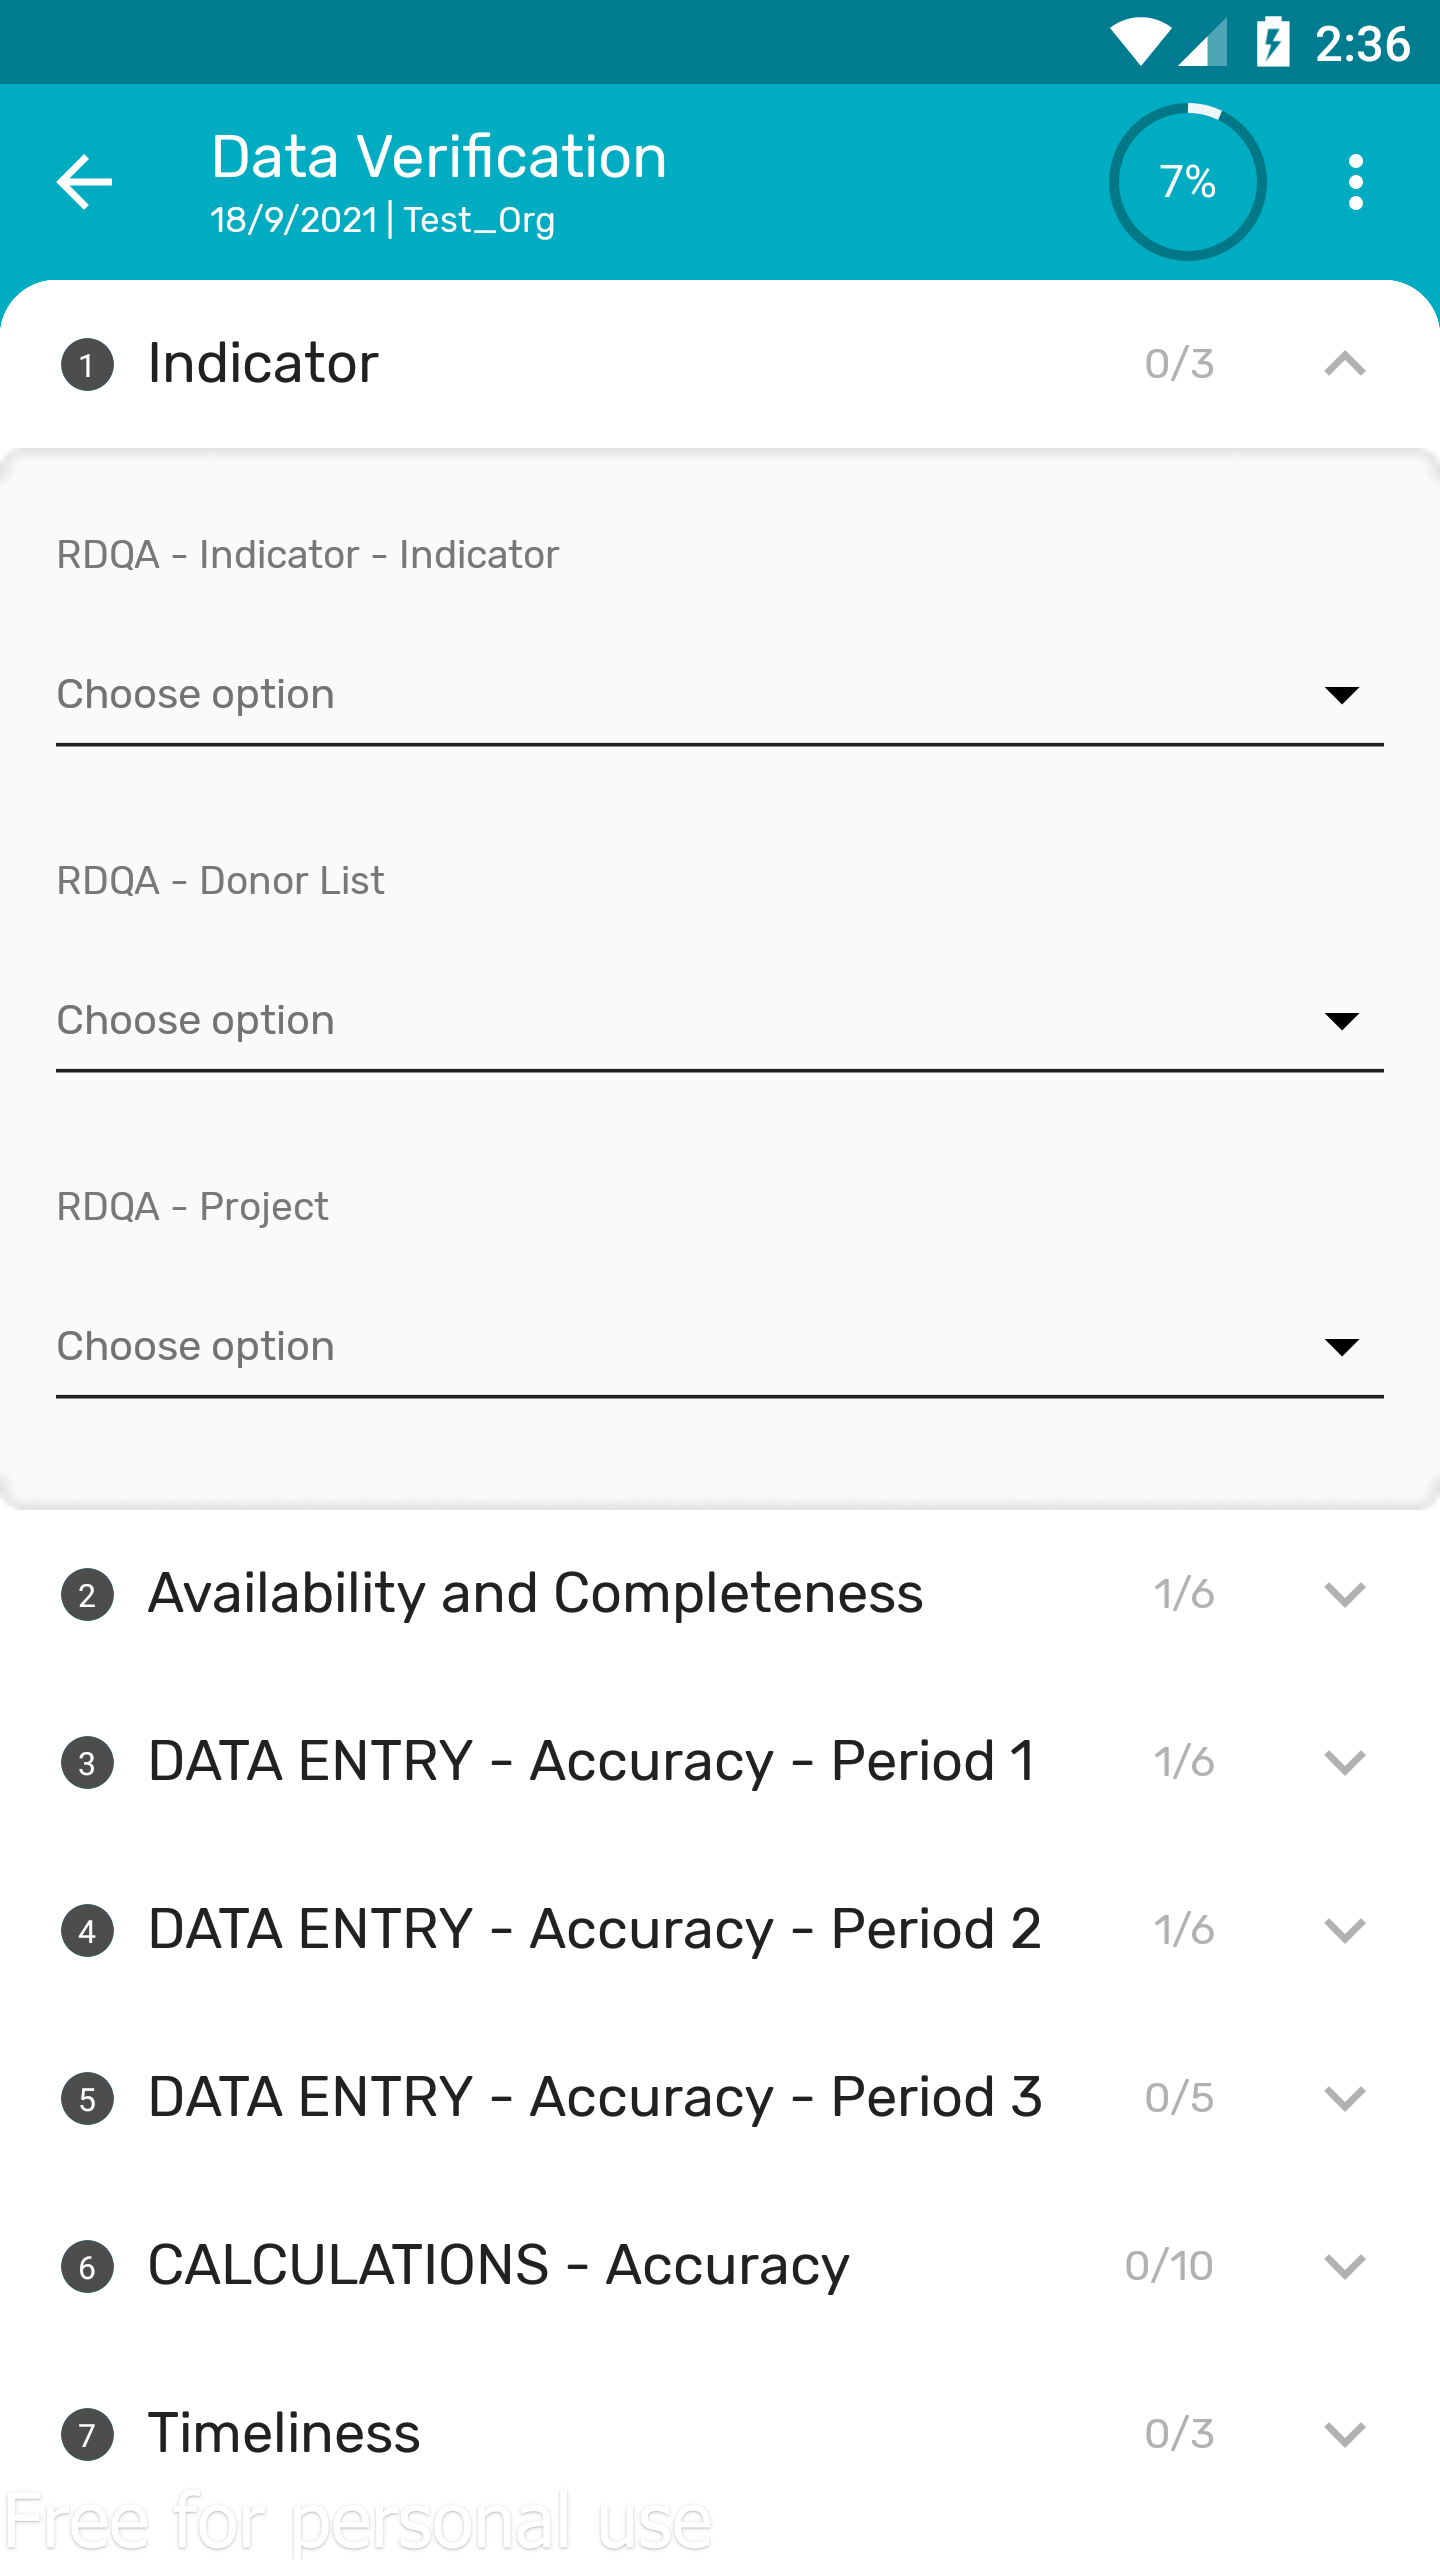 2:36
Data Verification
18/9/2021 | Test_Org
7%
1 Indicator 0/3
RDQA - Indicator - Indicator
Choose option
RDQA - Donor List
Choose option
RDQA - Project
Choose option
2 Availability and Completeness 1/6
3 DATA ENTRY - Accuracy - Period 1 1/6
4 DATA ENTRY - Accuracy - Period 2 1/6
5 DATA ENTRY - Accuracy - Period 3 0/5
6 CALCULATIONS - Accuracy 0/10
7 Timeliness 0/3
Free for personal use